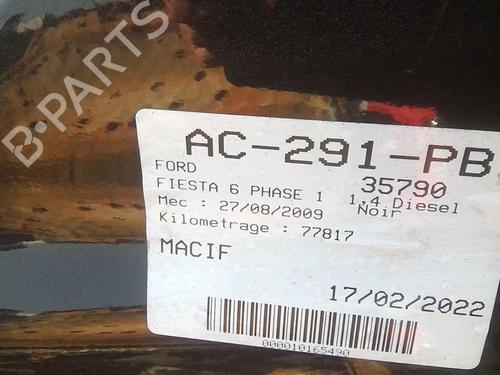 B-PARTS
AC-291-PB
FORD 35790
FIESTA 6 PHASE 1 1.4 Diesel
Mec : 27/08/2009 Noir
Kilometrage : 77817
MACIF
17/02/2022
000010165490